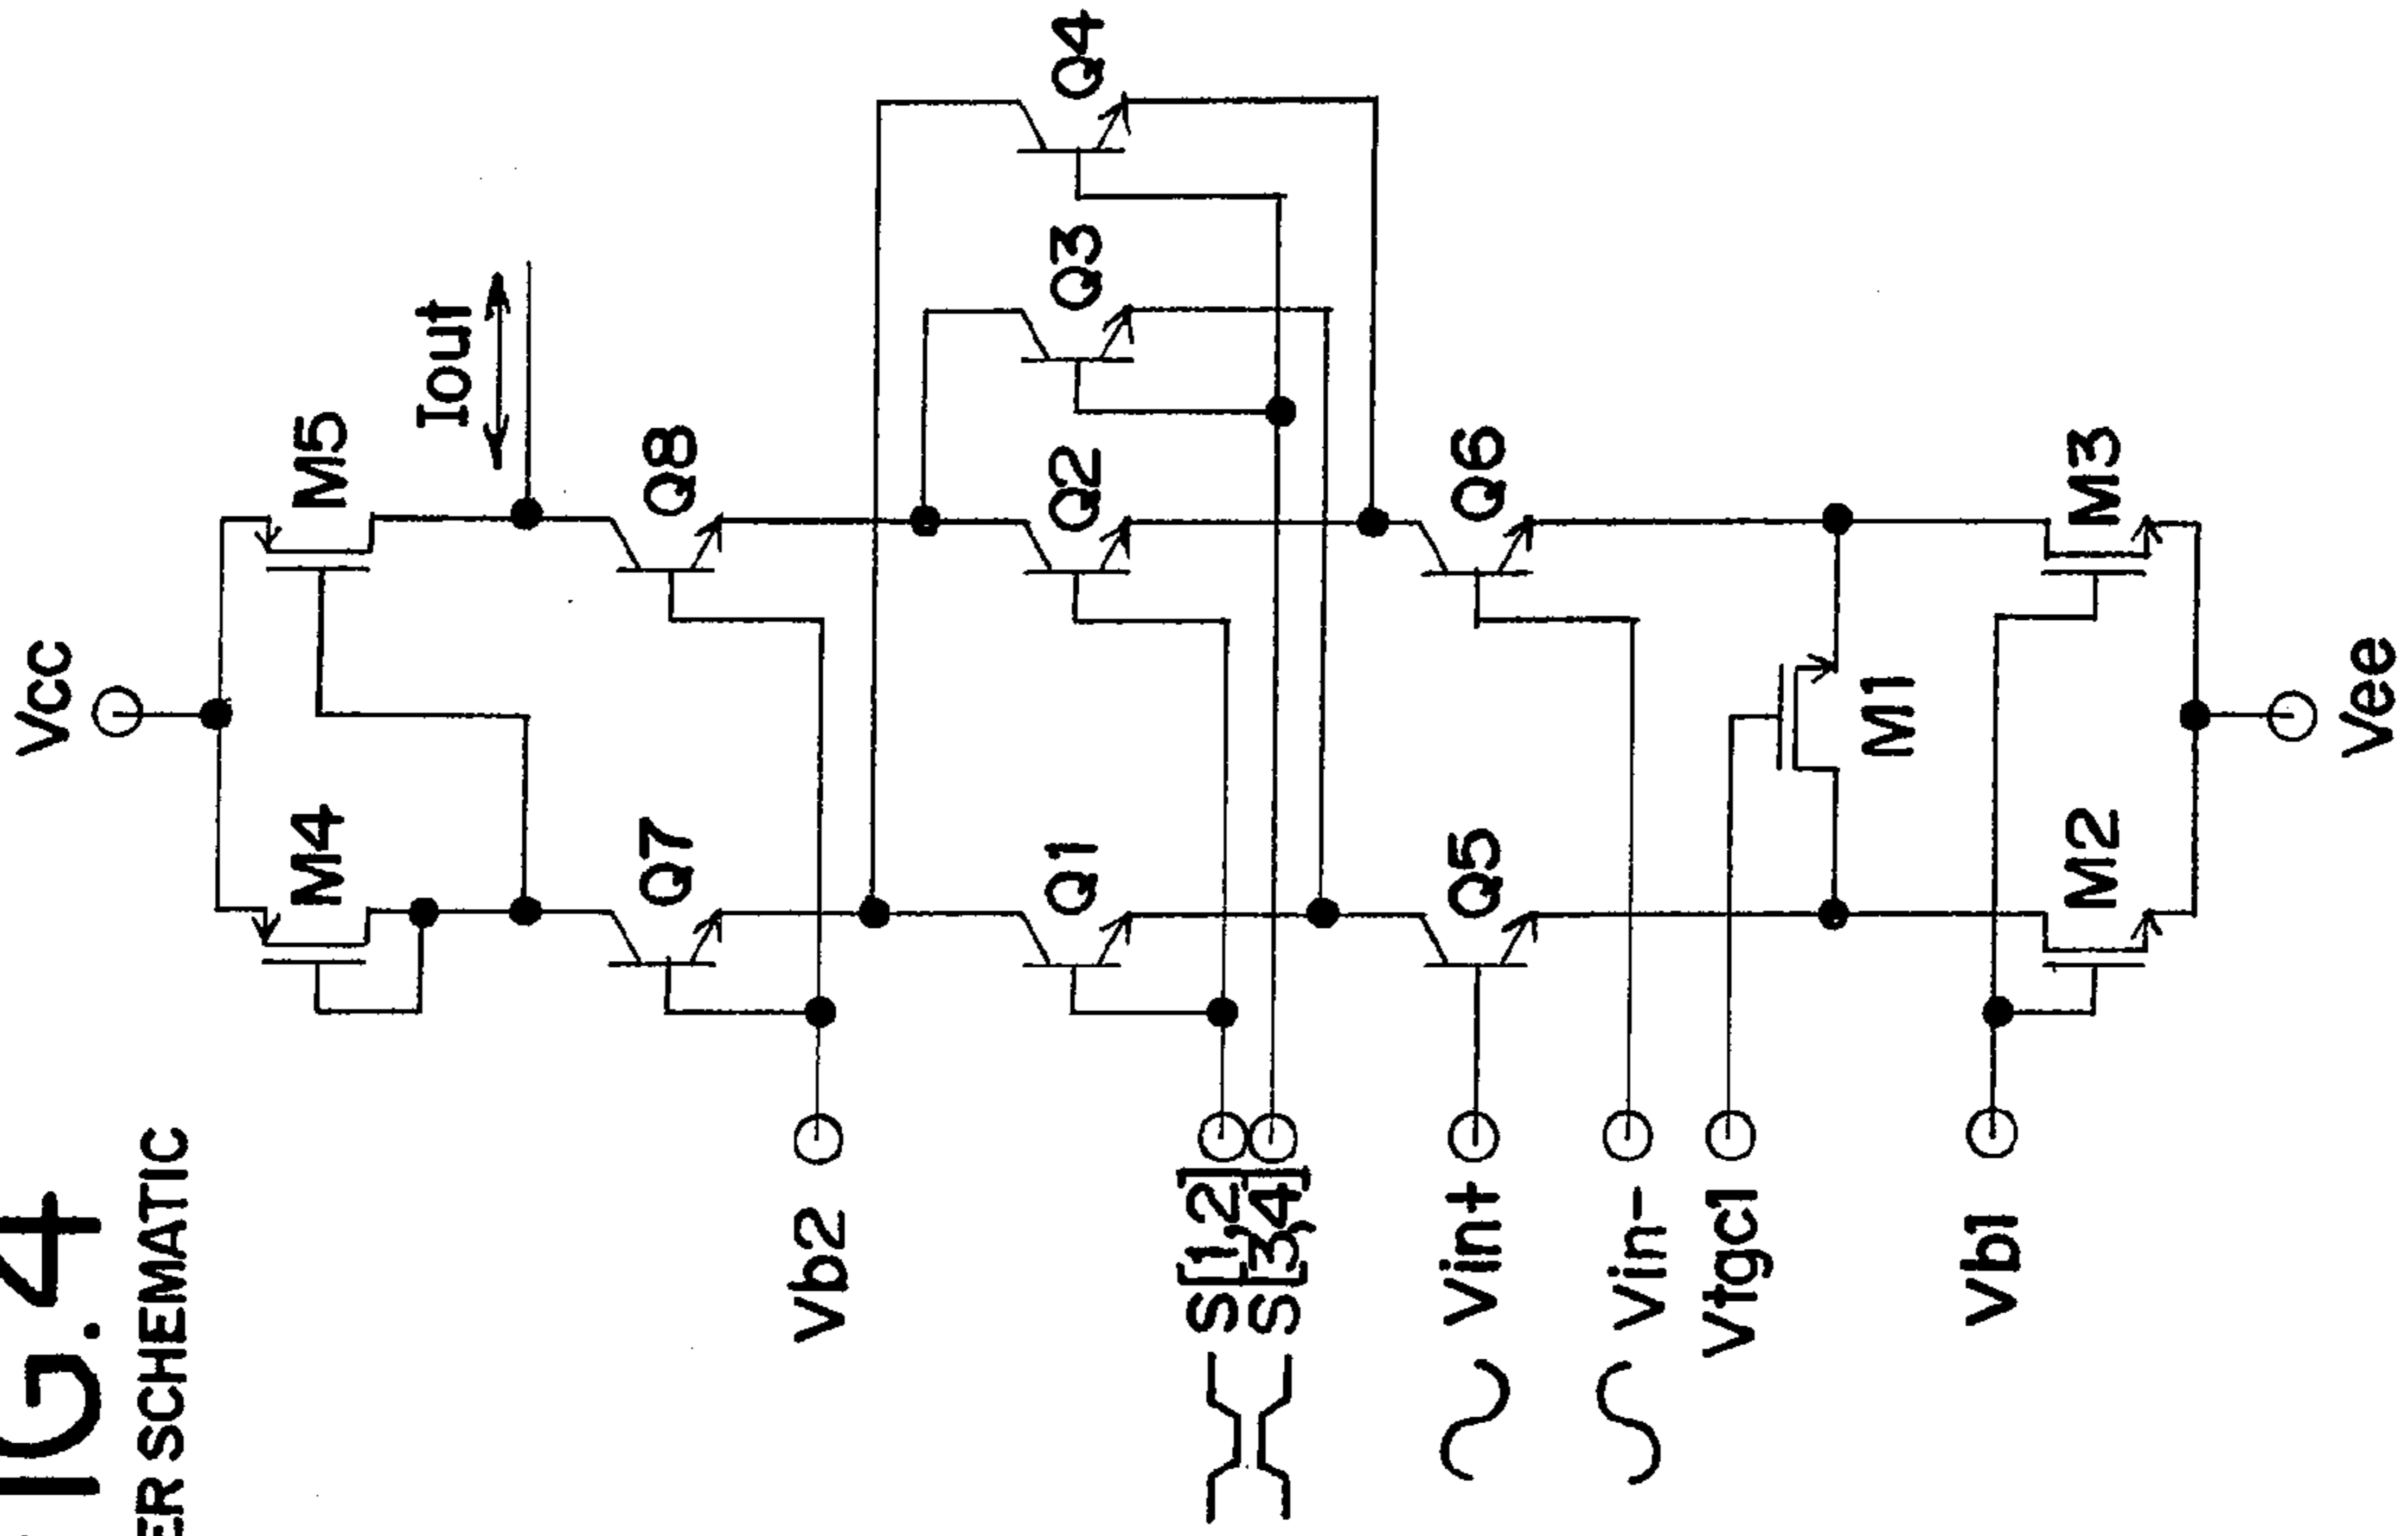 G.4
ER SCHEMATIC
Vcc
M4
M5
Iout
Q7
Q8
Vb2
Q1
Q2
Q3
Q4
S[1,2]
S[3,4]
Vin+
Q5
Q6
Vin-
Vtgc1
M1
Vb1
M2
M3
Vee